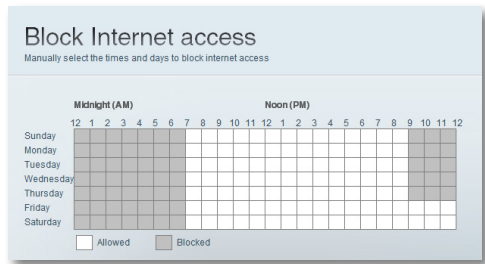 Block Internet access
Manually select the times and days to block internet access
Midnight (AM) Noon (PM)
12 1 2 3 4 5 6 7 8 9 10 11 12 1 2 3 4 5 6 7 8 9 10 11 12
Sunday
Monday
Tuesday
Wednesday
Thursday
Friday
Saturday
Allowed Blocked